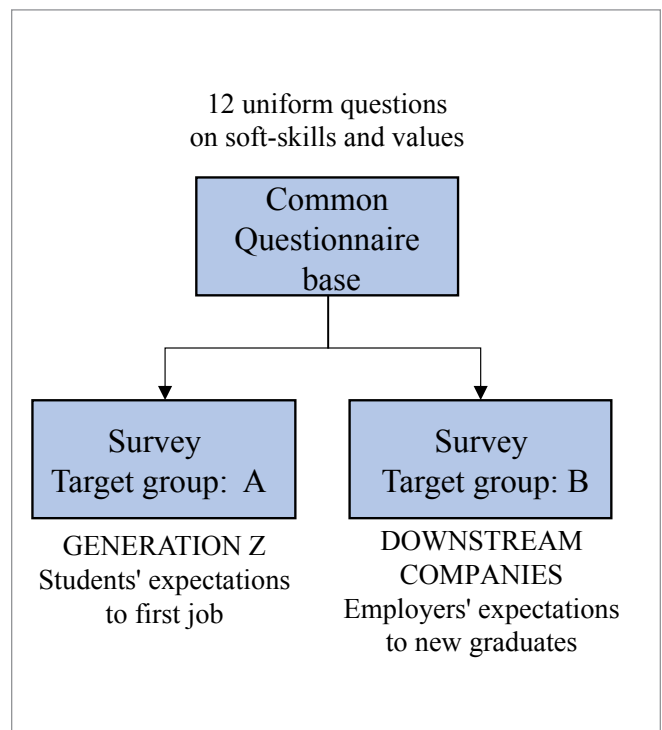 12 uniform questions
on soft-skills and values
Common
Questionnaire
base
Survey
Target group: A
GENERATION Z
Students' expectations
to first job
Survey
Target group: B
DOWNSTREAM
COMPANIES
Employers' expectations
to new graduates